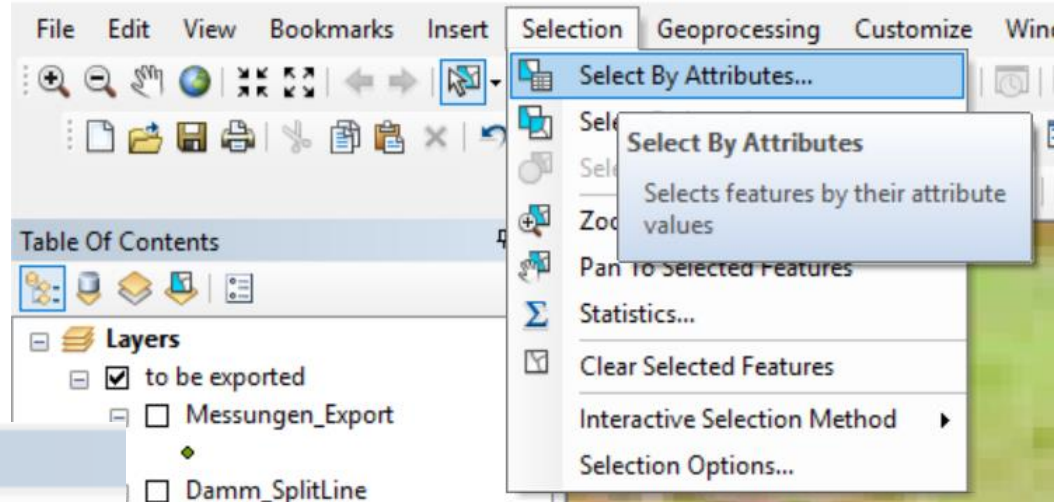 File Edit View Bookmarks Insert Selection Geoprocessing Customize
Select By Attributes...
Select By Attributes
Selects features by their attribute
values
Pan To Selected Features
Statistics...
Clear Selected Features
Interactive Selection Method
Selection Options...
Table Of Contents
Layers
to be exported
Messungen_Export
Damm_SplitLine